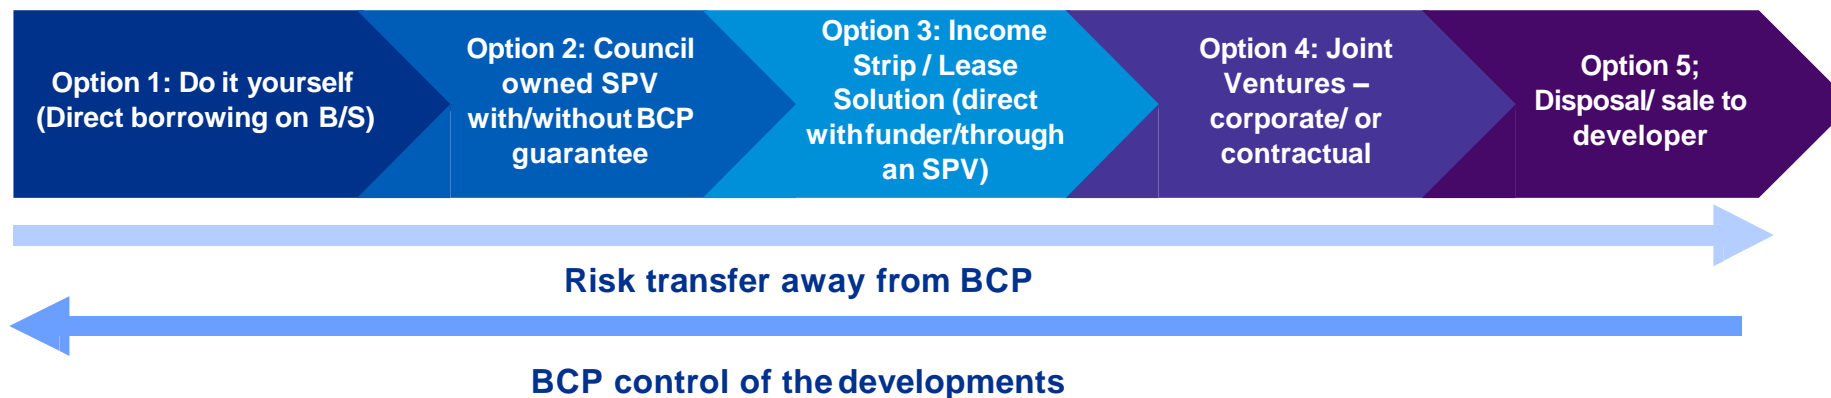 Option 1: Do it yourself
(Direct borrowing on B/S)
Option 2: Council
owned SPV
with/without BCP
guarantee
Option 3: Income
Strip / Lease
Solution (direct
withfunder/through
an SPV)
Option 4: Joint
Ventures –
corporate/ or
contractual
Option 5;
Disposal/ sale to
developer
Risk transfer away from BCP
BCP control of the developments